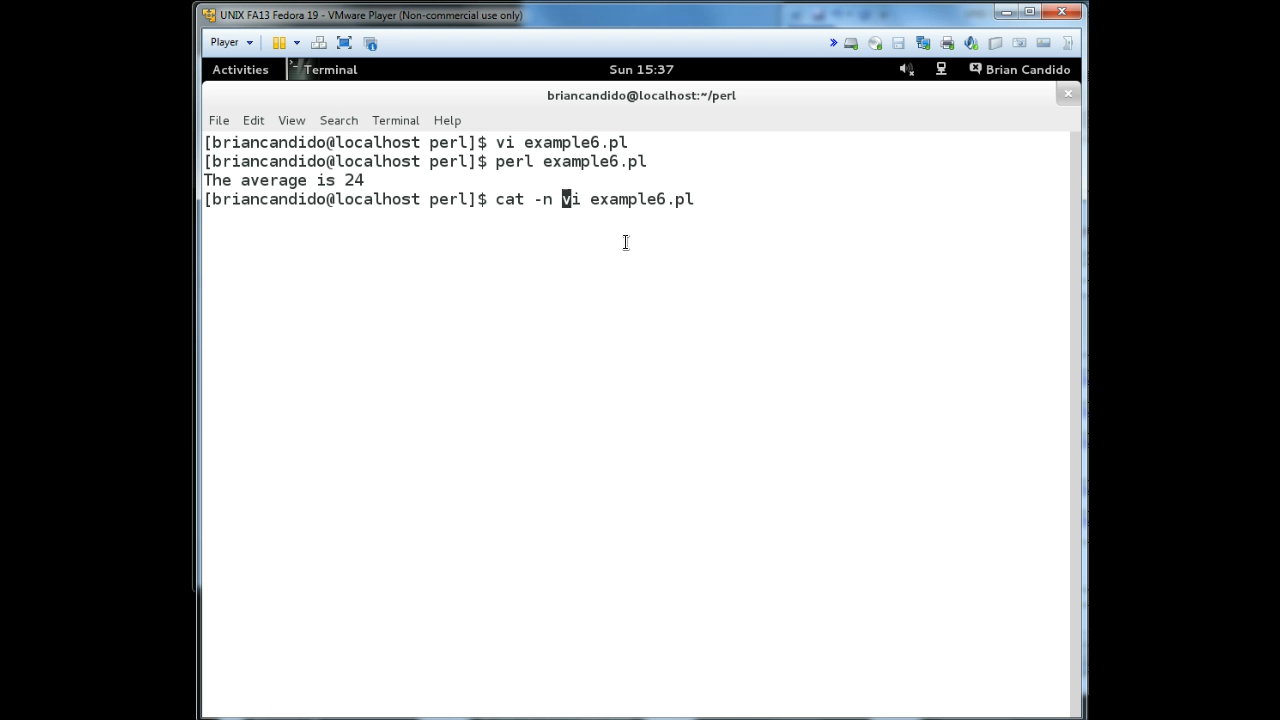 UNIX FA13 Fedora 19 - VMware Player (Non-commercial use only)
Player
Activities Terminal Sun 15:37 Brian Candido
briancandido@localhost:~/perl
File Edit View Search Terminal Help
[briancandido@localhost perl]$ vi example6.pl
[briancandido@localhost perl]$ perl example6.pl
The average is 24
[briancandido@localhost perl]$ cat -n vi example6.pl